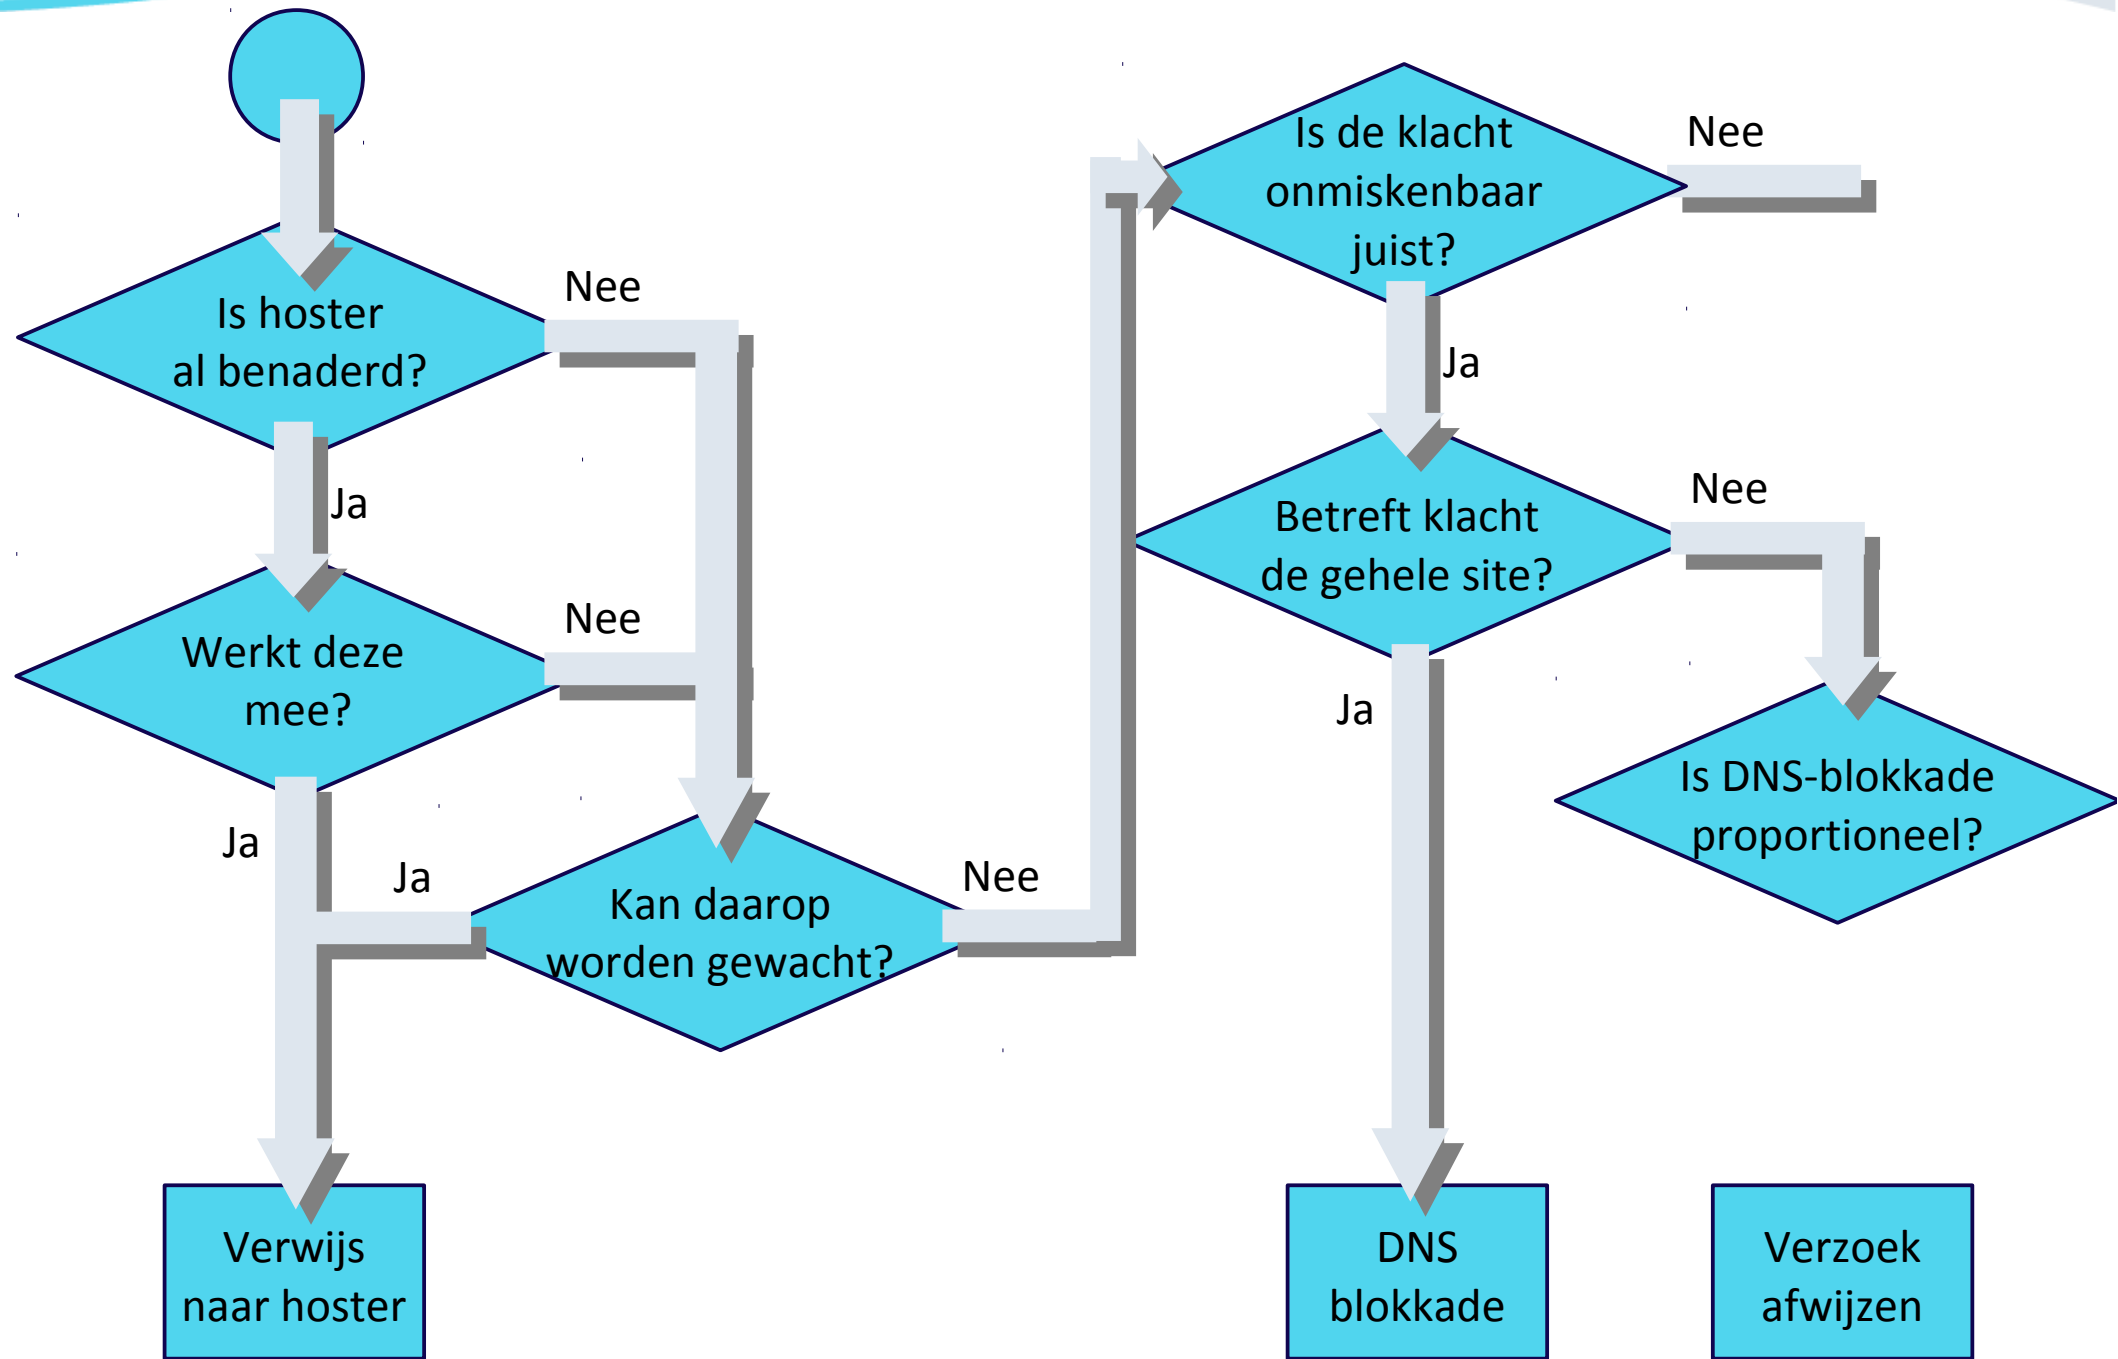 Is hoster
al benaderd?
Nee
Ja
Werkt deze
mee?
Nee
Ja
Ja
Kan daarop
worden gewacht?
Nee
Verwijs
naar hoster
Is de klacht
onmiskenbaar
juist?
Nee
Ja
Betreft klacht
de gehele site?
Nee
Ja
Is DNS-blokkade
proportioneel?
DNS
blokkade
Verzoek
afwijzen